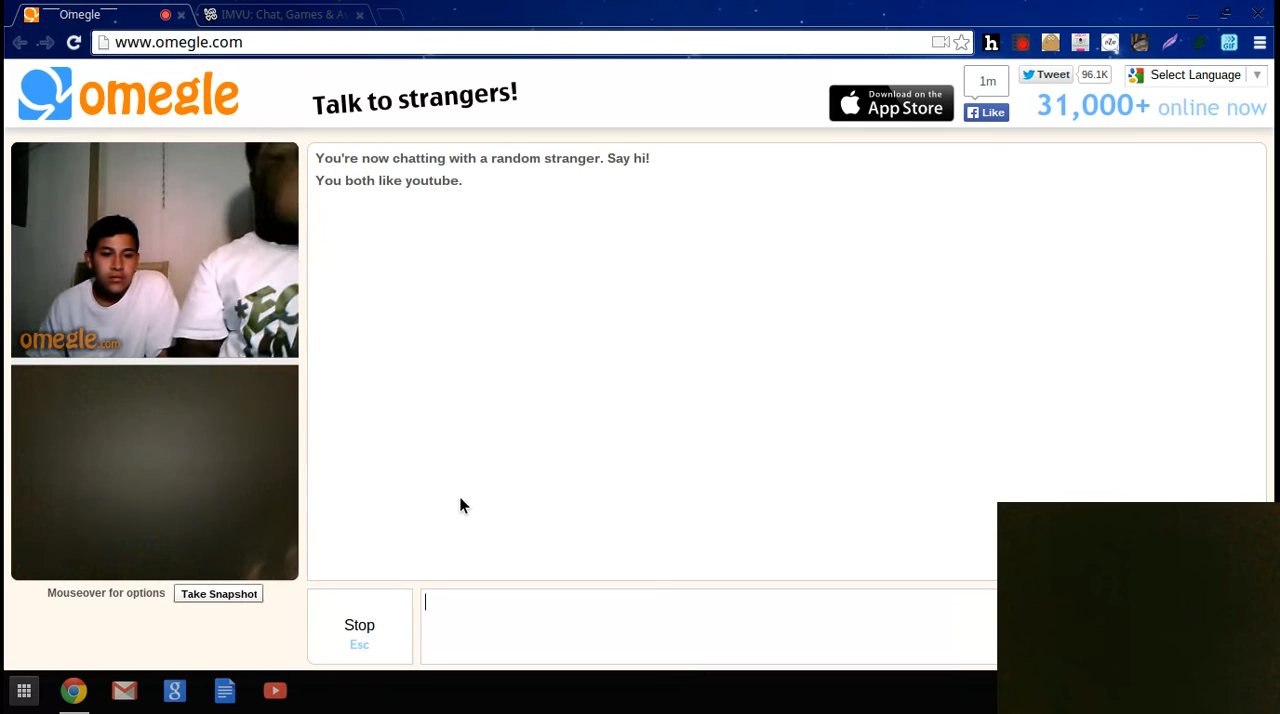 Omegle
IMVU: Chat, Games & Av
www.omegle.com
omegle
Talk to strangers!
Download on the
App Store
1m
Like
Tweet
96.1K
Select Language
31,000+ online now
You're now chatting with a random stranger. Say hi!
You both like youtube.
omegle.com
Mouseover for options
Take Snapshot
Stop
Esc